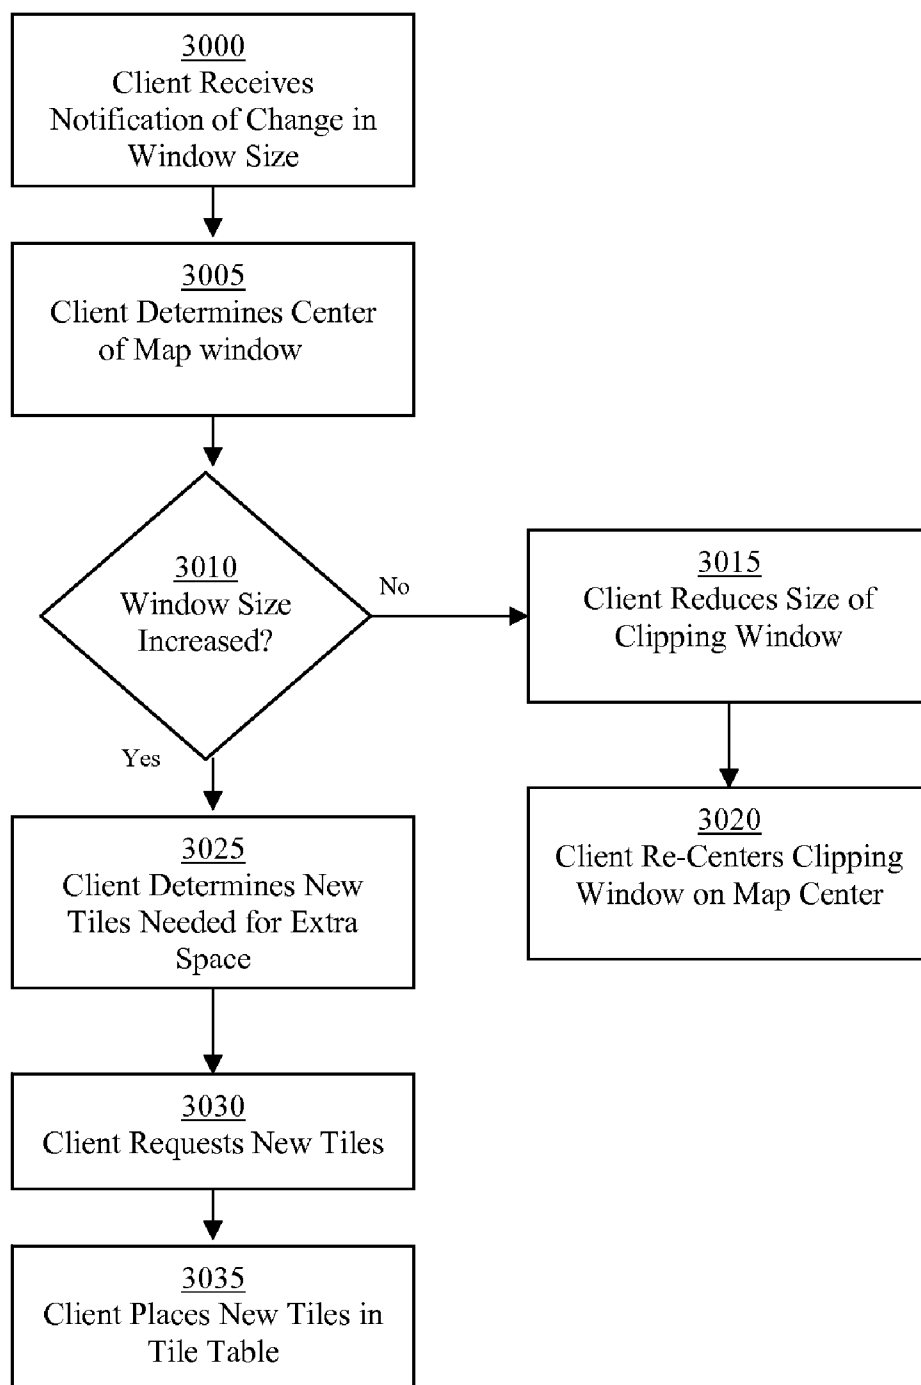 3000
Client Receives
Notification of Change in
Window Size
3005
Client Determines Center
of Map window
3010
Window Size
Increased?
No
Yes
3015
Client Reduces Size of
Clipping Window
3020
Client Re-Centers Clipping
Window on Map Center
3025
Client Determines New
Tiles Needed for Extra
Space
3030
Client Requests New Tiles
3035
Client Places New Tiles in
Tile Table